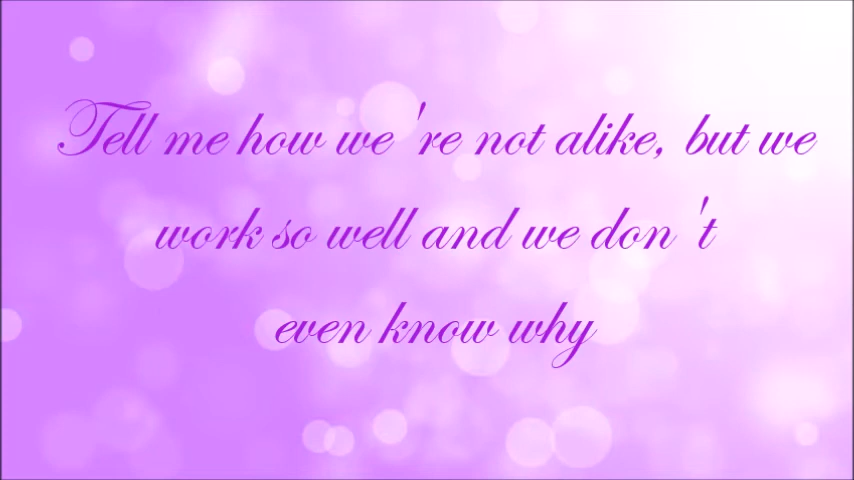 Tell me how we're not alike, but we
work so well and we don't
even know why